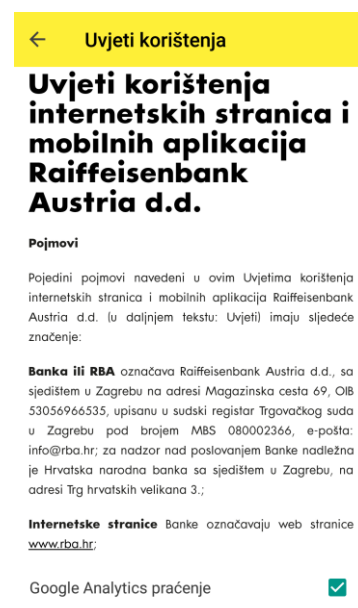 Uvjeti korištenja
Uvjeti korištenja
internetskih stranica i
mobilnih aplikacija
Raiffeisenbank
Austria d.d.
Pojmovi
Pojedini pojmovi navedeni u ovim Uvjetima korištenja
internetskih stranica i mobilnih aplikacija Raiffeisenbank
Austria d.d. (u daljnjem tekstu: Uvjeti) imaju sljedeće
značenje:
Banka ili RBA označava Raiffeisenbank Austria d.d., sa
sjedištem u Zagrebu na adresi Magazinska cesta 69, OIB
53056966535, upisanu u sudski registar Trgovačkog suda
u Zagrebu pod brojem MBS 080002366, e-pošta:
info@rba.hr; za nadzor nad poslovanjem Banke nadležna
je Hrvatska narodna banka sa sjedištem u Zagrebu, na
adresi Trg hrvatskih velikana 3.;
Internetske stranice Banke označavaju web stranice
www.rba.hr;
Google Analytics praćenje